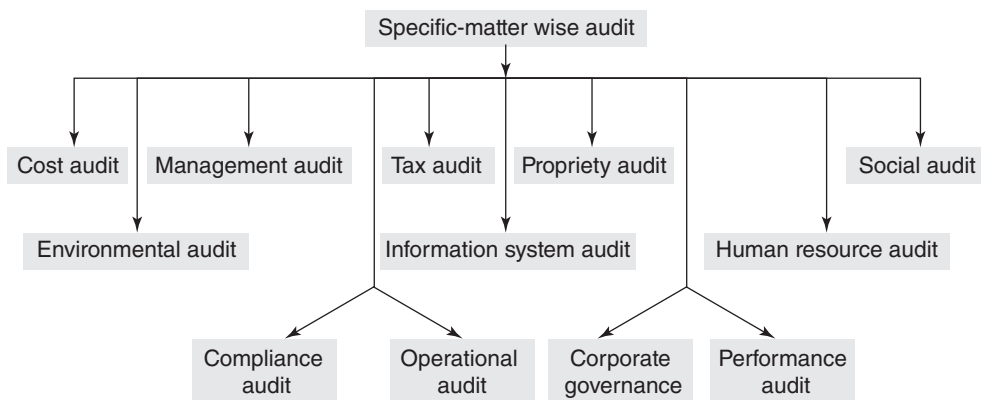 Specific-matter wise audit
Cost audit
Management audit
Tax audit
Propriety audit
Social audit
Environmental audit
Information system audit
Human resource audit
Compliance
audit
Operational
audit
Corporate
governance
Performance
audit